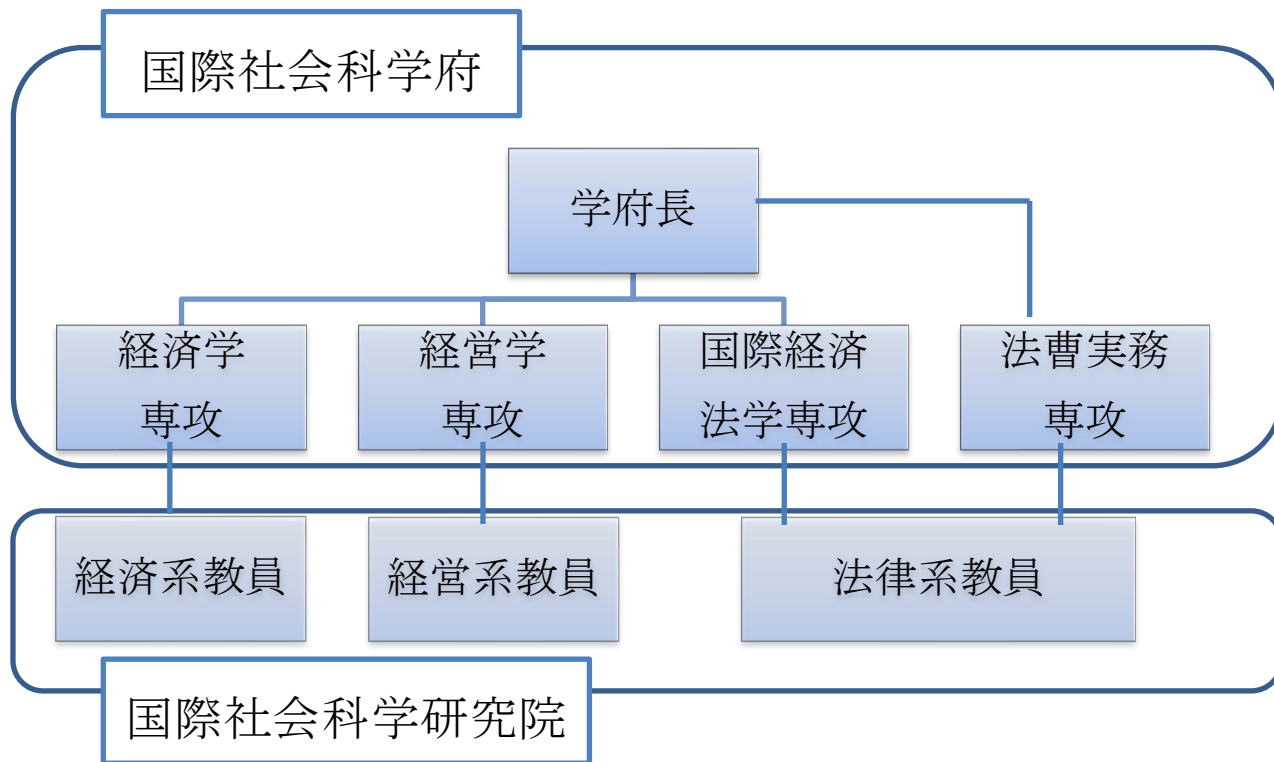 国際社会科学府
学府長
経済学
専攻
経営学
専攻
国際経済
法学専攻
法曹実務
専攻
経済系教員
経営系教員
法律系教員
国際社会科学研究院